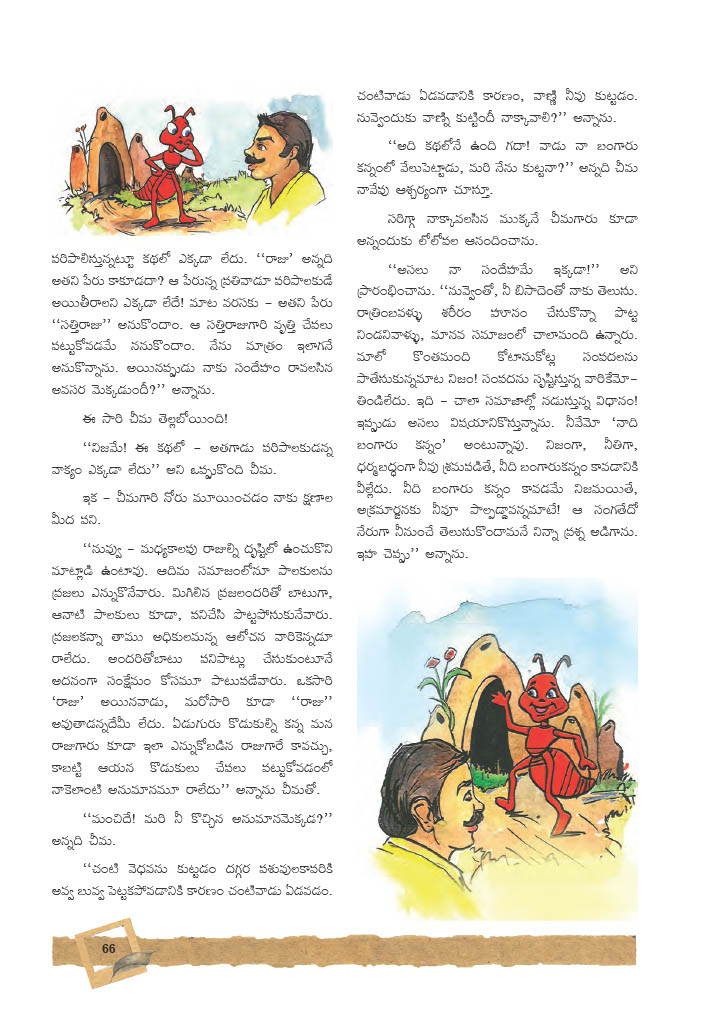 పరిపాలిస్తున్నట్టూ కథలో ఎక్కడా లేదు. ‘‘రాజు’ అన్నది
అతని పేరు కాకూడదా? ఆ పేరున్న ప్రతివాడూ పరిపాలకుడే
అయితీరాలని ఎక్కడా లేదే! మాట వరసకు – అతని పేరు
‘‘సత్తిరాజు’’ అనుకొందాం. ఆ సత్తిరాజుగారి వృత్తి చేపలు
పట్టుకోవడమే ననుకొందాం. నేను మాత్రం ఇలాగనే
అనుకొన్నాను. అయినప్పుడు నాకు సందేహం రావలసిన
అవసర మెక్కడుందీ?’’ అన్నాను.
ఈ సారి చీమ తెల్లబోయింది!
‘‘నిజమే! ఈ కథలో – అతగాడు పరిపాలకుడన్న
వాక్యం ఎక్కడా లేదు’’ అని ఒప్పుకొంది చీమ.
ఇక – చీమగారి నోరు మూయించడం నాకు క్షణాల
మీద పని.
‘‘నువ్వు – మధ్యకాలపు రాజుల్ని దృష్టిలో ఉంచుకొని
మాట్లాడి ఉంటావు. ఆదిమ సమాజంలోనూ పాలకులను
ప్రజలు ఎన్నుకొనేవారు. మిగిలిన ప్రజలందరితో బాటుగా,
ఆనాటి పాలకులు కూడా, పనిచేసి పొట్టపోసుకునేవారు.
ప్రజలకన్నా తాము అధికులమన్న ఆలోచన వారికెన్నడూ
రాలేదు. అందరితోబాటు పనిపాట్లు చేసుకుంటూనే
అదనంగా సంక్షేమం కోసమూ పాటుపడేవారు. ఒకసారి
‘రాజు’ అయినవాడు, మరోసారి కూడా ‘‘రాజు’’
అవుతాడన్నదేమీ లేదు. ఏడుగురు కొడుకుల్ని కన్న మన
రాజుగారు కూడా ఇలా ఎన్నుకోబడిన రాజుగారే కావచ్చు,
కాబట్టి ఆయన కొడుకులు చేపలు పట్టుకోవడంలో
నాకెలాంటి అనుమానమూ రాలేదు’’ అన్నాను చీమతో.
‘‘మంచిదే! మరి నీ కొచ్చిన అనుమానమెక్కడ?’’
అన్నది చీమ.
‘‘చంటి వెధవను కుట్టడం దగ్గర పశువులకాపరికి
అవ్వ బువ్వ పెట్టకపోవడానికి కారణం చంటివాడు ఏడవడం.
చంటివాడు ఏడవడానికి కారణం, వాణ్ణి నీవు కుట్టడం.
నువ్వెందుకు వాణ్ని కుట్టిందీ నాక్కావాలి?’’ అన్నాను.
‘‘అది కథలోనే ఉంది గదా! వాడు నా బంగారు
కన్నంలో వేలుపెట్టాడు, మరి నేను కుట్టనా?’’ అన్నది చీమ
నావేపు ఆశ్చర్యంగా చూస్తూ.
సరిగ్గా నాక్కావలసిన ముక్కనే చీమగారు కూడా
అన్నందుకు లోలోపల ఆనందించాను.
‘‘అసలు నా సందేహమే ఇక్కడా!’’ అని
ప్రారంభించాను. ‘‘నువ్వెంతో, నీ బిసాదెంతో నాకు తెలుసు.
రాత్రింబవళ్ళు శరీరం హూనం చేసుకొన్నా పొట్ట
నిండనివాళ్ళు, మానవ సమాజంలో చాలామంది ఉన్నారు.
మాలో కొంతమంది కోటానుకోట్ల సంపదలను
పాతేసుకున్నమాట నిజం! సంపదను సృష్టిస్తున్న వారికేమో–
తిండిలేదు. ఇది – చాలా సమాజాల్లో నడుస్తున్న విధానం!
ఇప్పుడు అసలు విషయానికొస్తున్నాను. నీవేమో ‘నాది
బంగారు కన్నం’ అంటున్నావు. నిజంగా, నీతిగా,
ధర్మబద్ధంగా నీవు శ్రమపడితే, నీది బంగారుకన్నం కావడానికి
వీల్లేదు. నీది బంగారు కన్నం కావడమే నిజమయితే,
అక్రమార్జనకు నీవూ పాల్పడ్డావన్నమాటే! ఆ సంగతేదో
నేరుగా నీనుంచే తెలుసుకొందామనే నిన్నా ప్రశ్న అడిగాను.
ఇహ చెప్పు’’ అన్నాను.
66